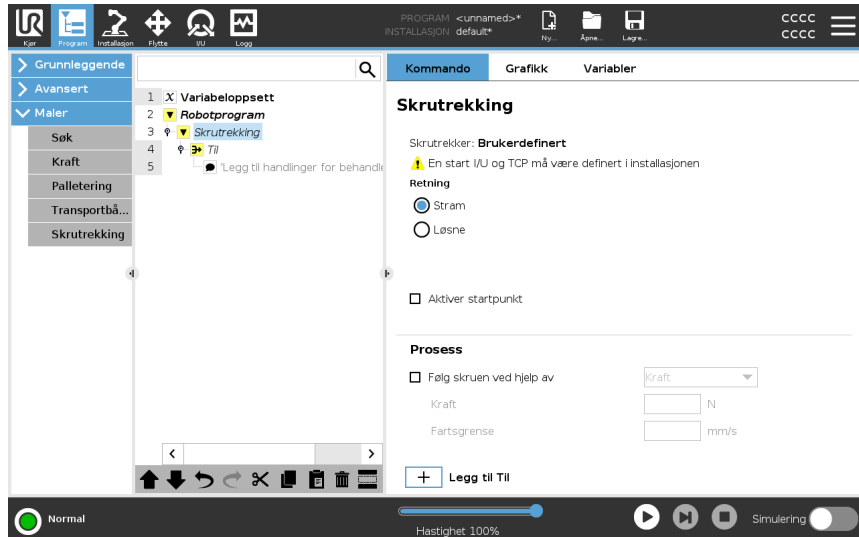 UR
PROGRAM <unnamed>*
INSTALLASJON default*
CCCC
CCCC
Kjør
Program
Installasjon
Flytte
I/U
Logg
Ny...
Åpne...
Lagre...
Grunnleggende
Avansert
Maler
Søk
Kraft
Palletering
Transportbå...
Skrutrekking
1 X Variabeloppsett
2 Robotprogram
3 Skrutrekking
4 Til
5 'Legg til handlinger for behandle
Kommando
Grafikk
Variabler
Skrutrekking
Skrutrekker: Brukerdefinert
En start I/U og TCP må være definert i installasjonen
Retning
Stram
Løsne
Aktiver startpunkt
Prosess
Følg skruen ved hjelp av
Kraft
Kraft
N
Fartsgrense
mm/s
Legg til Til
Normal
Hastighet 100%
Simulering